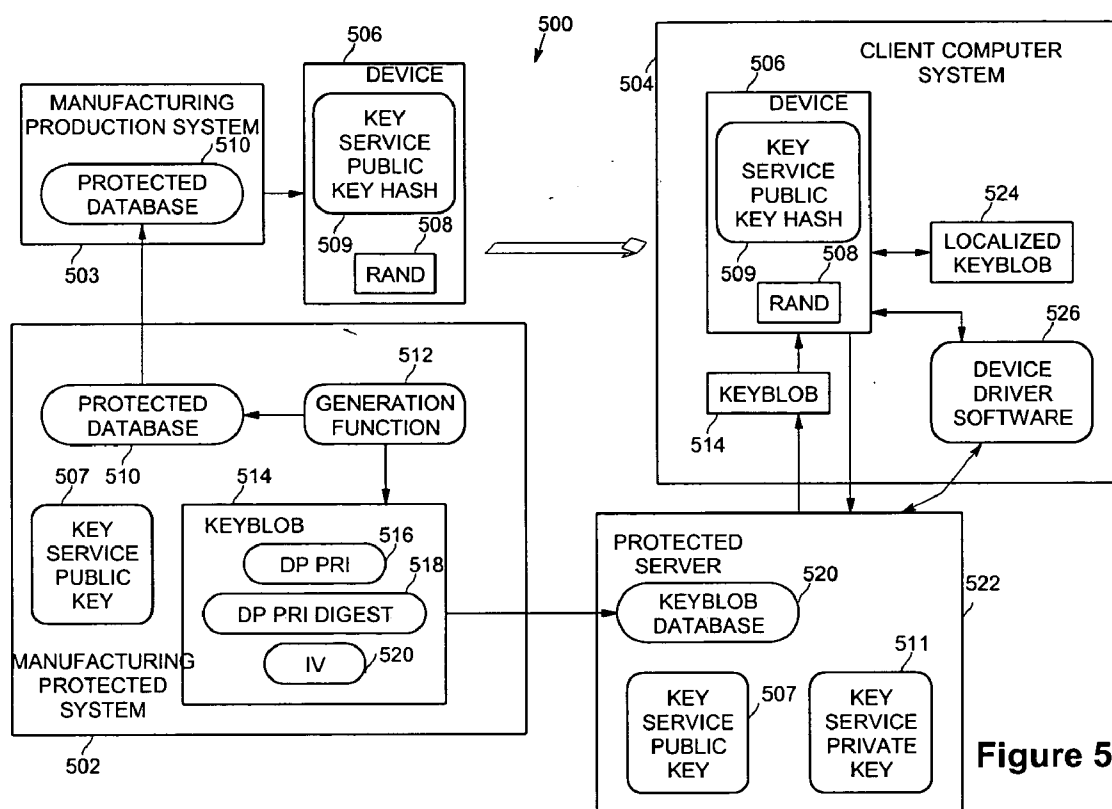 500
506
DEVICE
KEY
SERVICE
PUBLIC
KEY HASH
509
508
RAND
MANUFACTURING
PRODUCTION SYSTEM
510
PROTECTED
DATABASE
503
504
CLIENT COMPUTER
SYSTEM
506
DEVICE
KEY
SERVICE
PUBLIC
KEY HASH
509
508
RAND
524
LOCALIZED
KEYBLOB
526
DEVICE
DRIVER
SOFTWARE
KEYBLOB
514
PROTECTED
DATABASE
510
512
GENERATION
FUNCTION
507
KEY
SERVICE
PUBLIC
KEY
514
KEYBLOB
DP PRI
516
518
DP PRI DIGEST
IV
520
MANUFACTURING
PROTECTED
SYSTEM
502
PROTECTED
SERVER
KEYBLOB
DATABASE
520
522
KEY
SERVICE
PUBLIC
KEY
507
511
KEY
SERVICE
PRIVATE
KEY
Figure 5